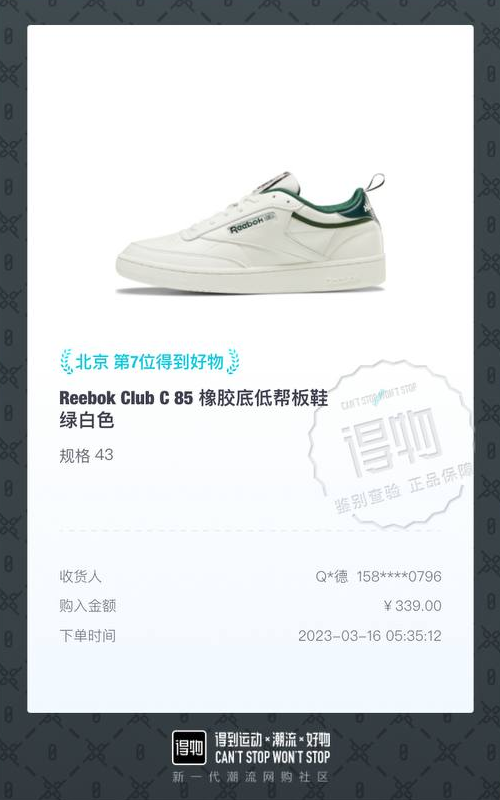 Reebok
北京 第7位得到好物
Reebok Club C 85 橡胶底低帮板鞋
绿白色
规格 43
CAN'T STOP WON'T STOP
得物
鉴别查验 正品保障
收货人 Q*德 158****0796
购入金额 ¥339.00
下单时间 2023-03-16 05:35:12
得物
得到运动×潮流×好物
CAN'T STOP WON'T STOP
新一代潮流网购社区